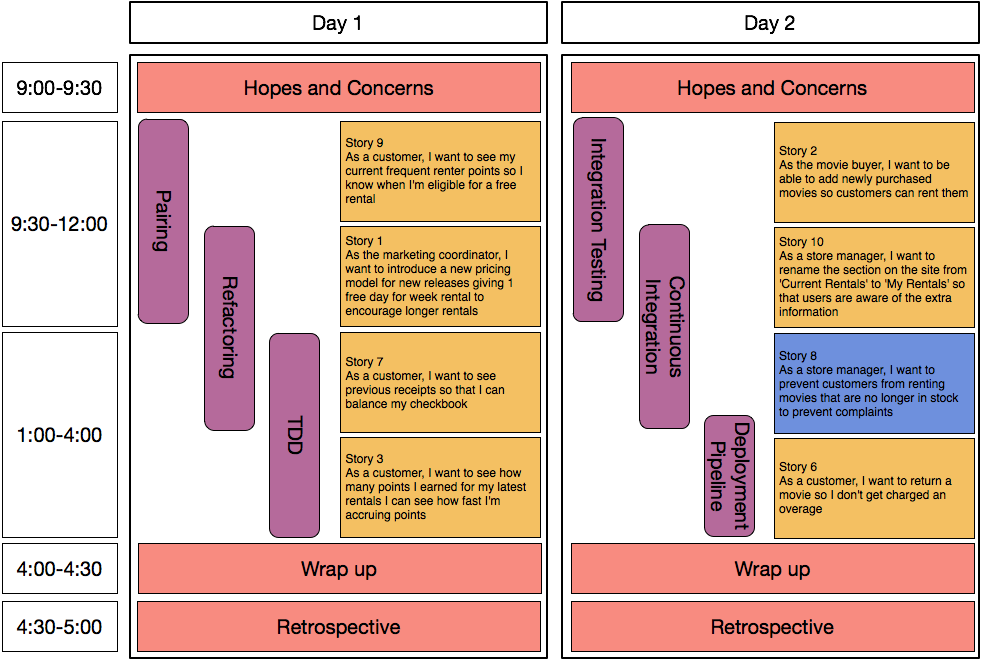 Day 1
Day 2
9:00-9:30
Hopes and Concerns
Hopes and Concerns
9:30-12:00
Pairing
Refactoring
Story 9
As a customer, I want to see my
current frequent renter points so I
know when I'm eligible for a free
rental
Story 1
As the marketing coordinator, I
want to introduce a new pricing
model for new releases giving 1
free day for week rental to
encourage longer rentals
Integration Testing
Continuous
Integration
Story 2
As the movie buyer, I want to be
able to add newly purchased
movies so customers can rent them
Story 10
As a store manager, I want to
rename the section on the site from
'Current Rentals' to 'My Rentals' so
that users are aware of the extra
information
1:00-4:00
TDD
Story 7
As a customer, I want to see
previous receipts so that I can
balance my checkbook
Story 3
As a customer, I want to see how
many points I earned for my latest
rentals I can see how fast I'm
accruing points
Deployment
Pipeline
Story 8
As a store manager, I want to
prevent customers from renting
movies that are no longer in stock
to prevent complaints
Story 6
As a customer, I want to return a
movie so I don't get charged an
overage
4:00-4:30
Wrap up
Wrap up
4:30-5:00
Retrospective
Retrospective